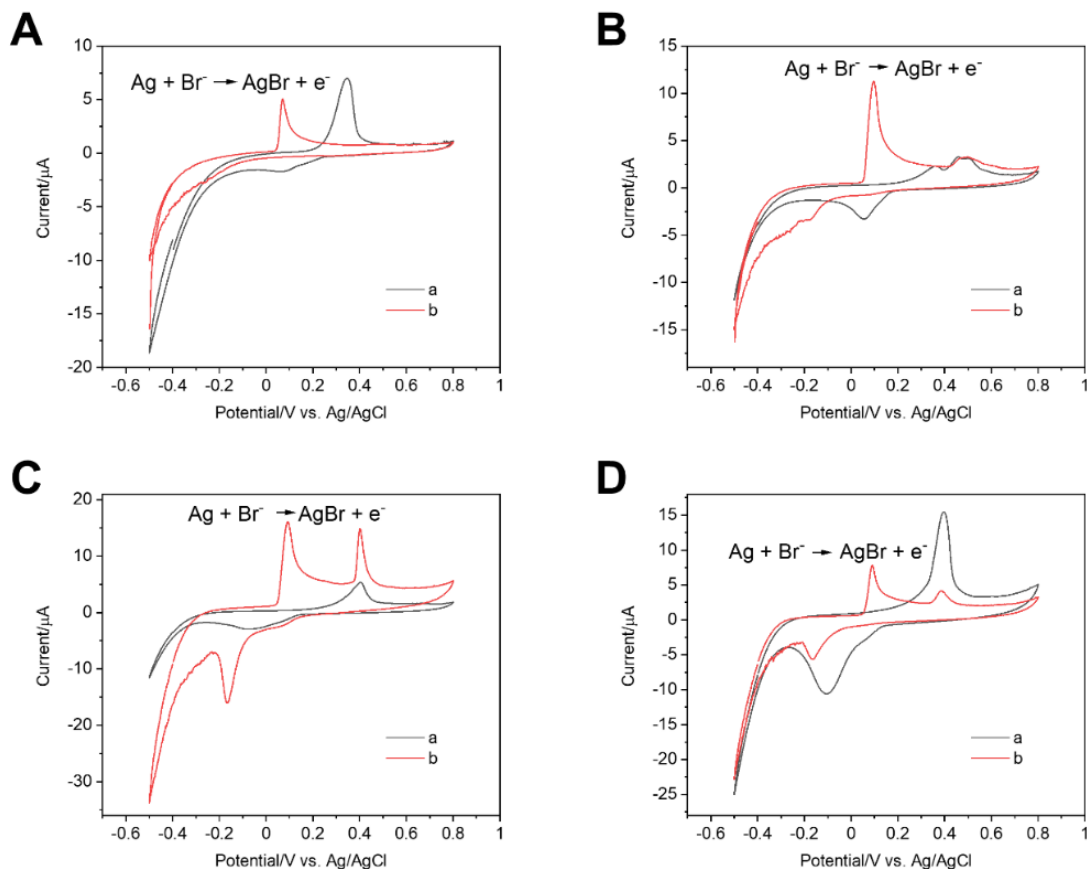 A
Ag + Br⁻ → AgBr + e⁻
10
5
0
-5
-10
-15
-20
Current/μA
a
b
-0.6 -0.4 -0.2 0 0.2 0.4 0.6 0.8 1
Potential/V vs. Ag/AgCl
B
Ag + Br⁻ → AgBr + e⁻
15
10
5
0
-5
-10
-15
Current/μA
a
b
-0.6 -0.4 -0.2 0 0.2 0.4 0.6 0.8 1
Potential/V vs. Ag/AgCl
C
Ag + Br⁻ → AgBr + e⁻
20
10
0
-10
-20
-30
Current/μA
a
b
-0.6 -0.4 -0.2 0 0.2 0.4 0.6 0.8 1
Potential/V vs. Ag/AgCl
D
Ag + Br⁻ → AgBr + e⁻
15
10
5
0
-5
-10
-15
-20
-25
Current/μA
a
b
-0.6 -0.4 -0.2 0 0.2 0.4 0.6 0.8 1
Potential/V vs. Ag/AgCl